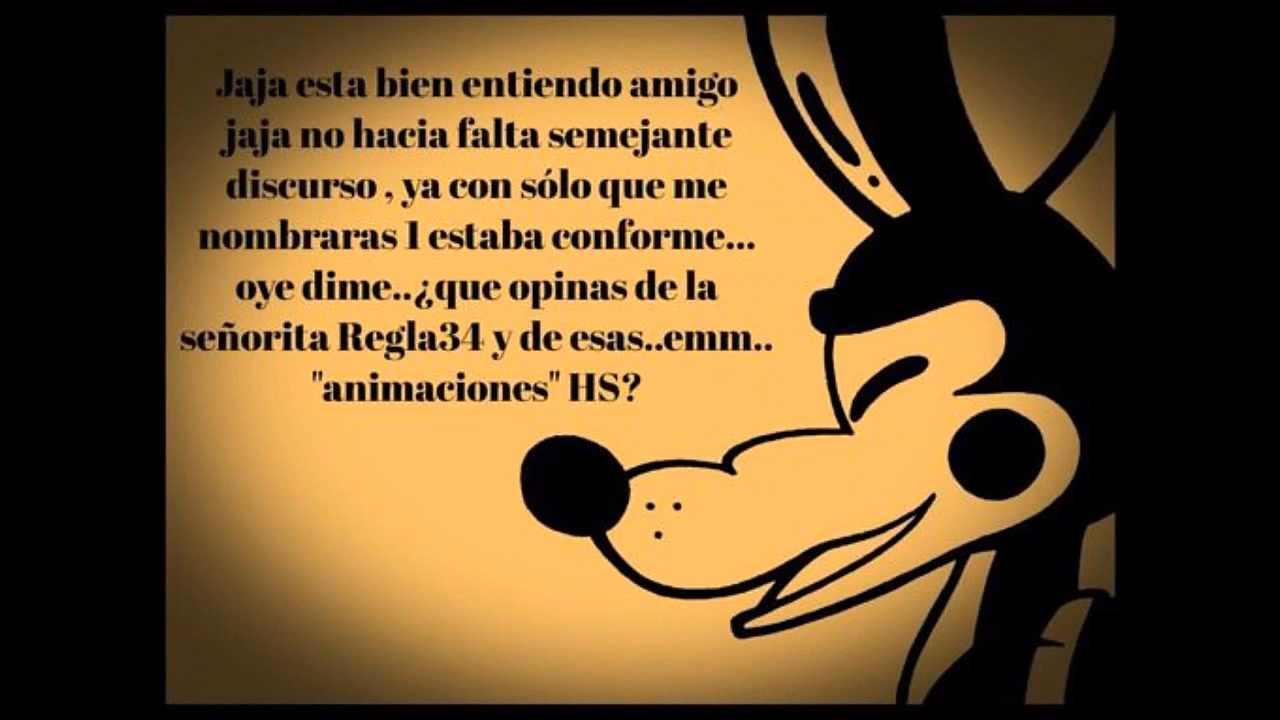 Jaja esta bien entiendo amigo
jaja no hacia falta semejante
discurso , ya con sólo que me
nombraras 1 estaba conforme...
oye dime..¿que opinas de la
señorita Regla34 y de esas..emm..
"animaciones" HS?